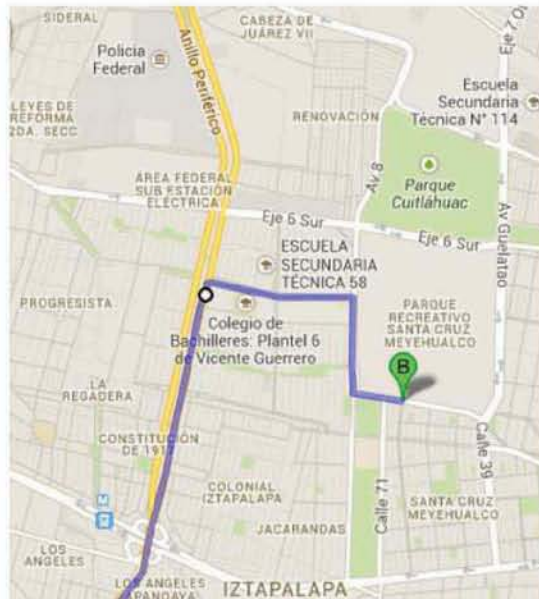 SIDERAL
CABEZA DE
JUÁREZ VII
Policia
Federal
Anillo Periférico
Escuela
Secundaria
Técnica N° 114
LEYES DE
REFORMA
2DA. SECC
RENOVACIÓN
ÁREA FEDERAL
SUB ESTACIÓN
ELÉCTRICA
Av 8
Parque
Cuitláhuac
Eje 6 Sur
Eje 6 Sur
Av Guelatao
ESCUELA
SECUNDARIA
TÉCNICA 58
PROGRESISTA
Colegio de
Bachilleres: Plantel 6
de Vicente Guerrero
PARQUE
RECREATIVO
SANTA CRUZ
MEYEHUALCO
B
LA
REGADERA
CONSTITUCIÓN
DE 1917
COLONIAL
IZTAPALAPA
Calle 71
Calle 39
SANTA CRUZ
MEYEHUALCO
JACARANDAS
LOS
ANGELES
LOS ANGELES
APANOAYA
IZTAPALAPA